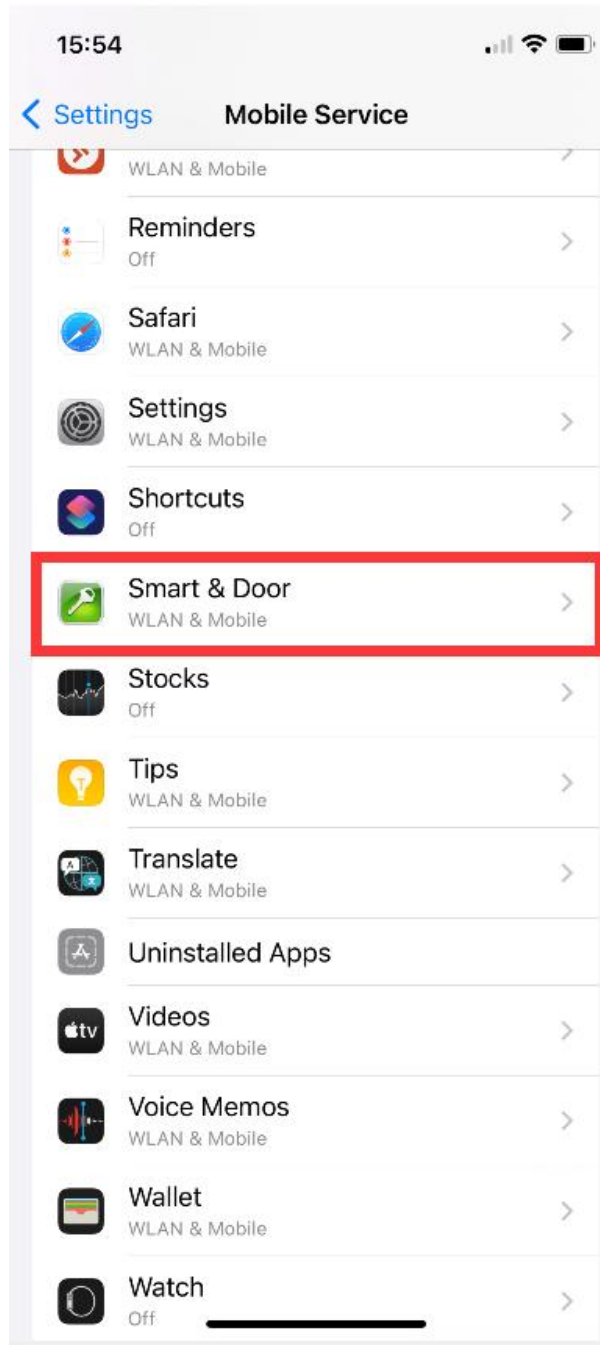 15:54
Settings
Mobile Service
WLAN & Mobile
Reminders
Off
Safari
WLAN & Mobile
Settings
WLAN & Mobile
Shortcuts
Off
Smart & Door
WLAN & Mobile
Stocks
Off
Tips
WLAN & Mobile
Translate
WLAN & Mobile
Uninstalled Apps
tv
Videos
WLAN & Mobile
Voice Memos
WLAN & Mobile
Wallet
WLAN & Mobile
Watch
Off